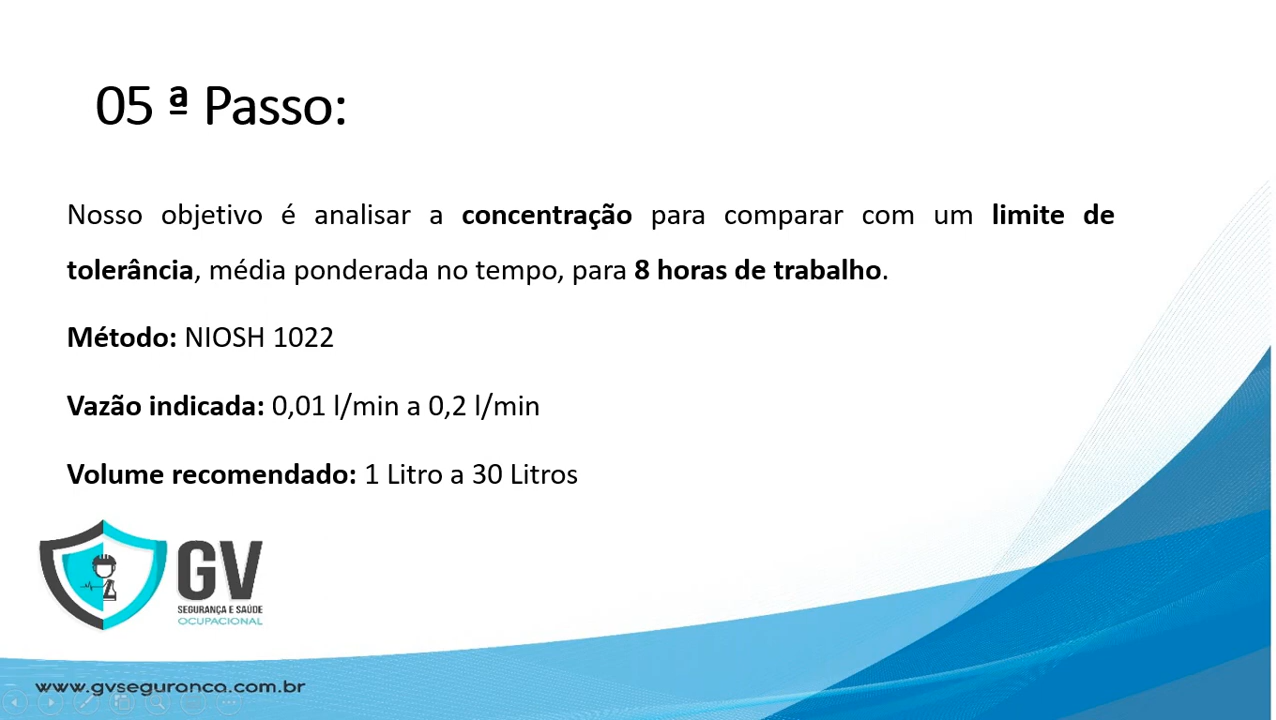 05 ª Passo:
Nosso objetivo é analisar a concentração para comparar com um limite de
tolerância, média ponderada no tempo, para 8 horas de trabalho.
Método: NIOSH 1022
Vazão indicada: 0,01 l/min a 0,2 l/min
Volume recomendado: 1 Litro a 30 Litros
GV
SEGURANÇA E SAÚDE
OCUPACIONAL
www.gvseguranca.com.br